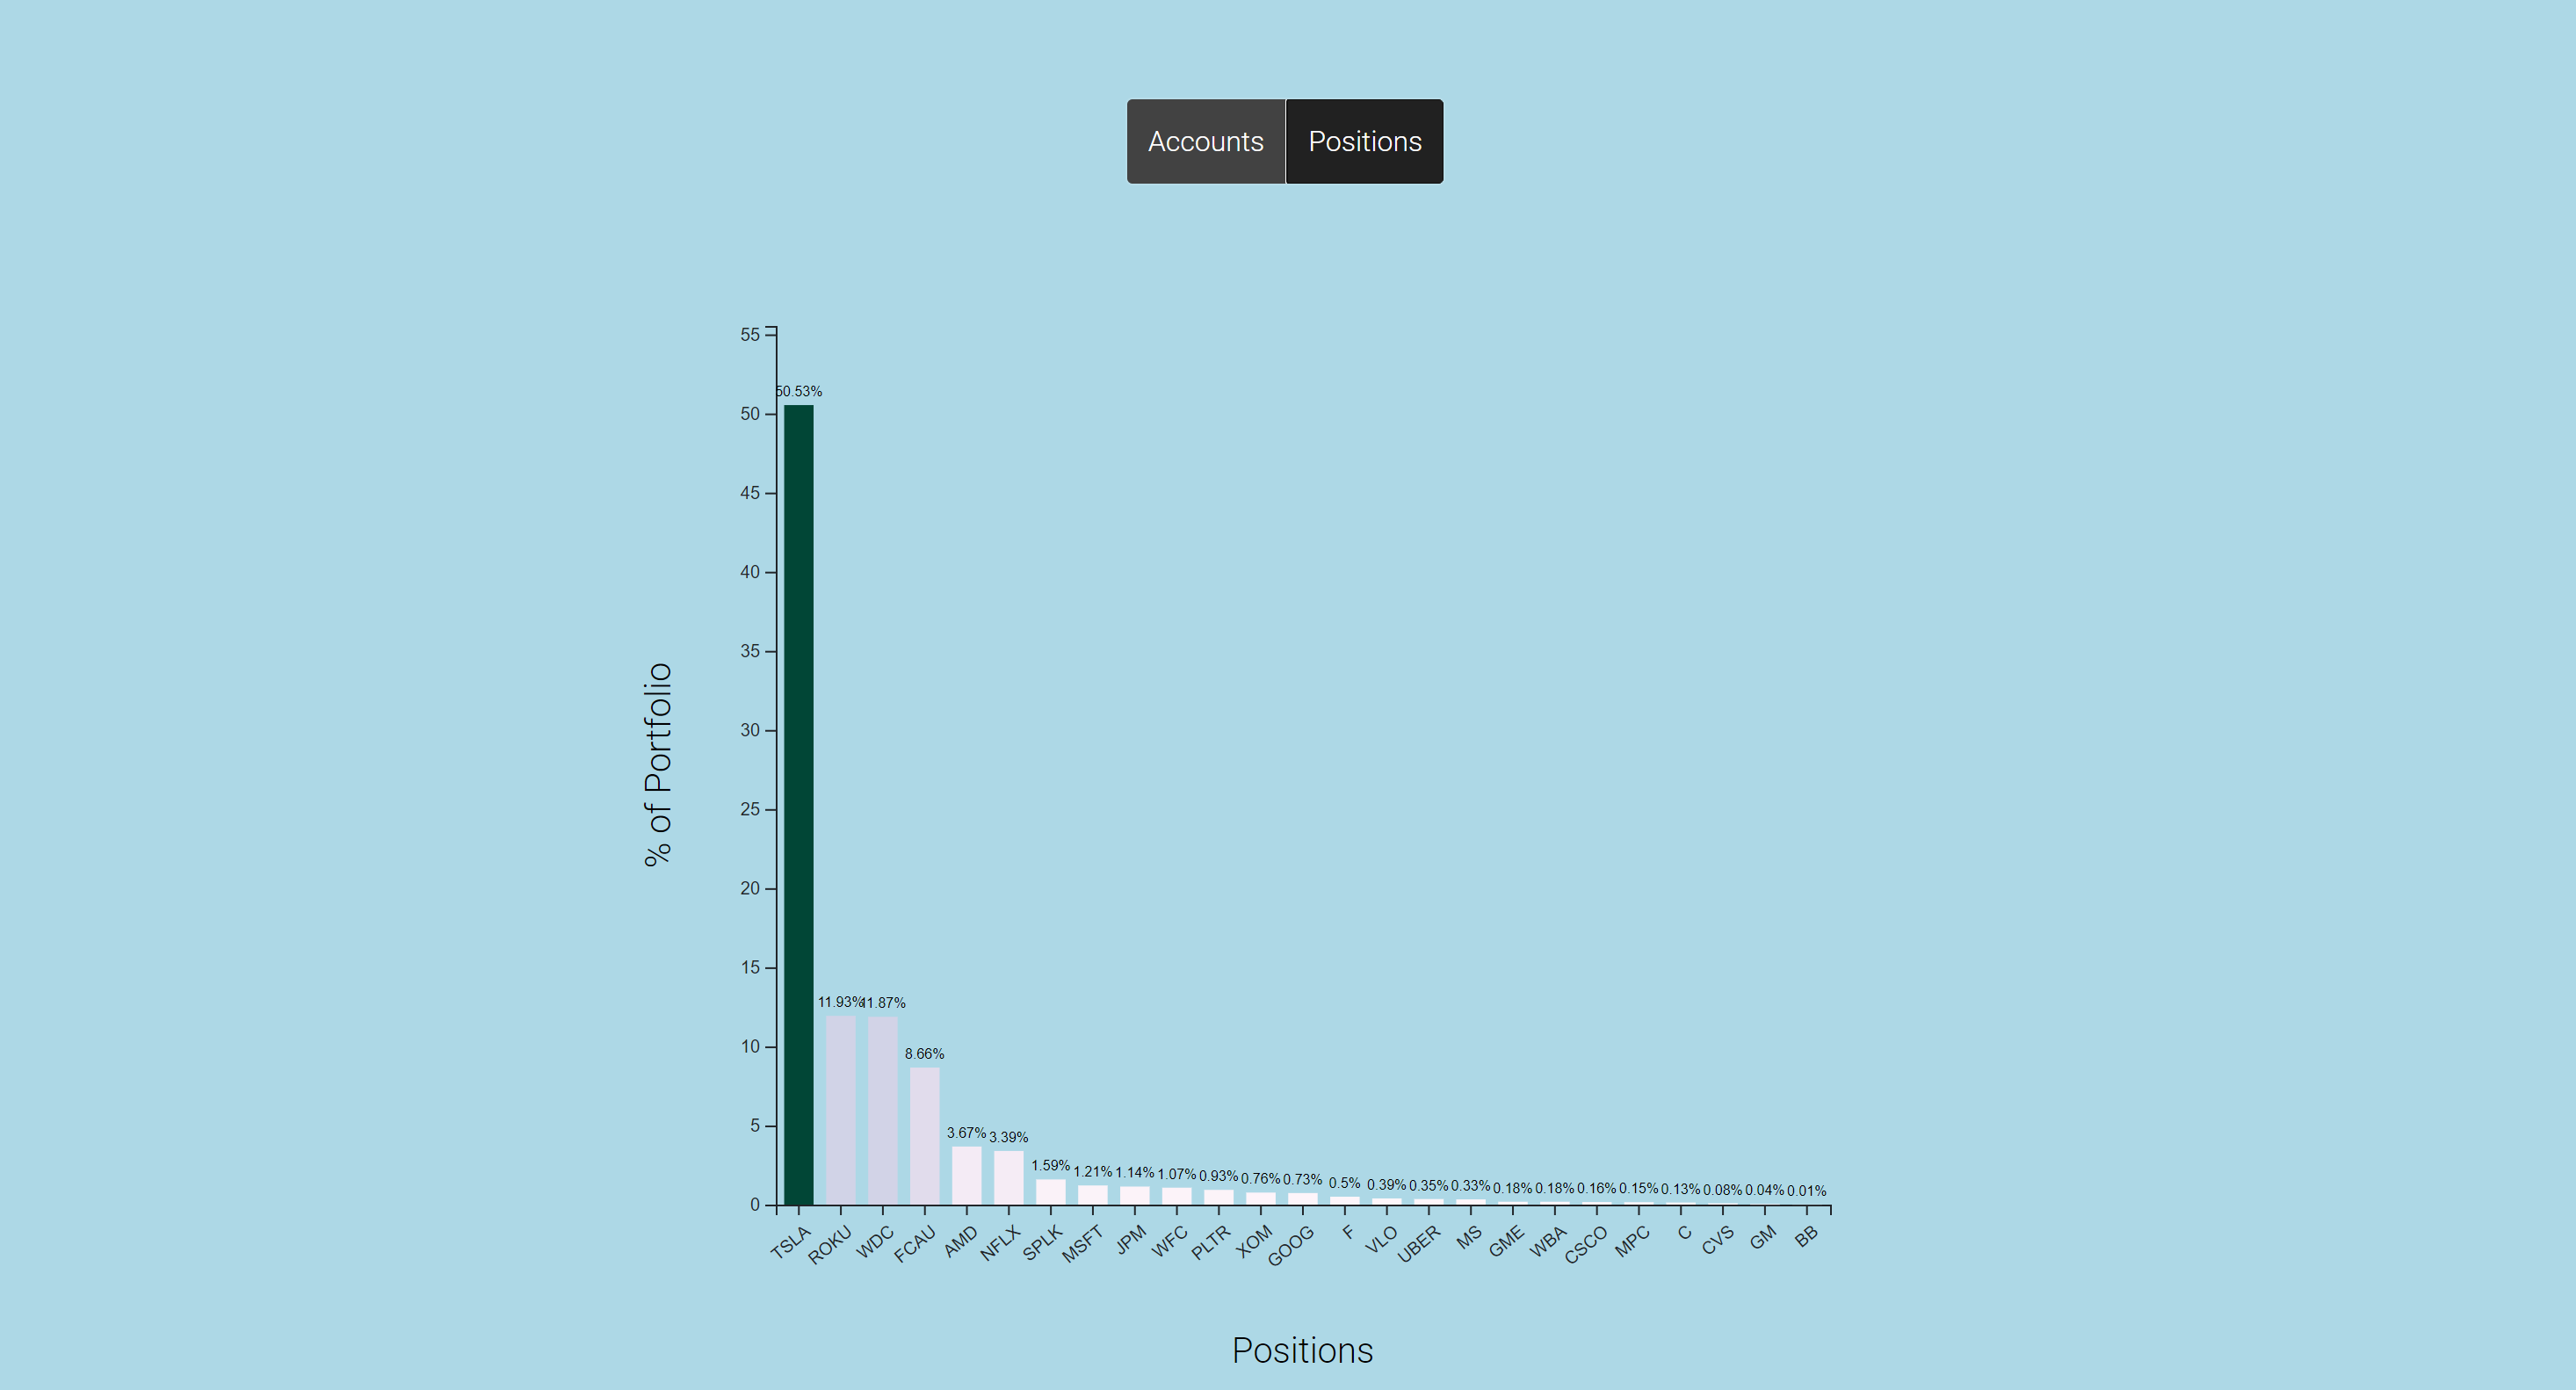 Accounts
Positions
55
50
45
40
35
30
25
20
15
10
5
0
% of Portfolio
50.53%
11.93%
11.87%
8.66%
3.67%
3.39%
1.59%
1.21%
1.14%
1.07%
0.93%
0.76%
0.73%
0.5%
0.39%
0.35%
0.33%
0.18%
0.18%
0.16%
0.15%
0.13%
0.08%
0.04%
0.01%
TSLA
ROKU
WDC
FCAU
AMD
NFLX
SPLK
MSFT
JPM
WFC
PLTR
XOM
GOOG
F
VLO
UBER
MS
GME
WBA
CSCO
MPC
C
CVS
GM
BB
Positions